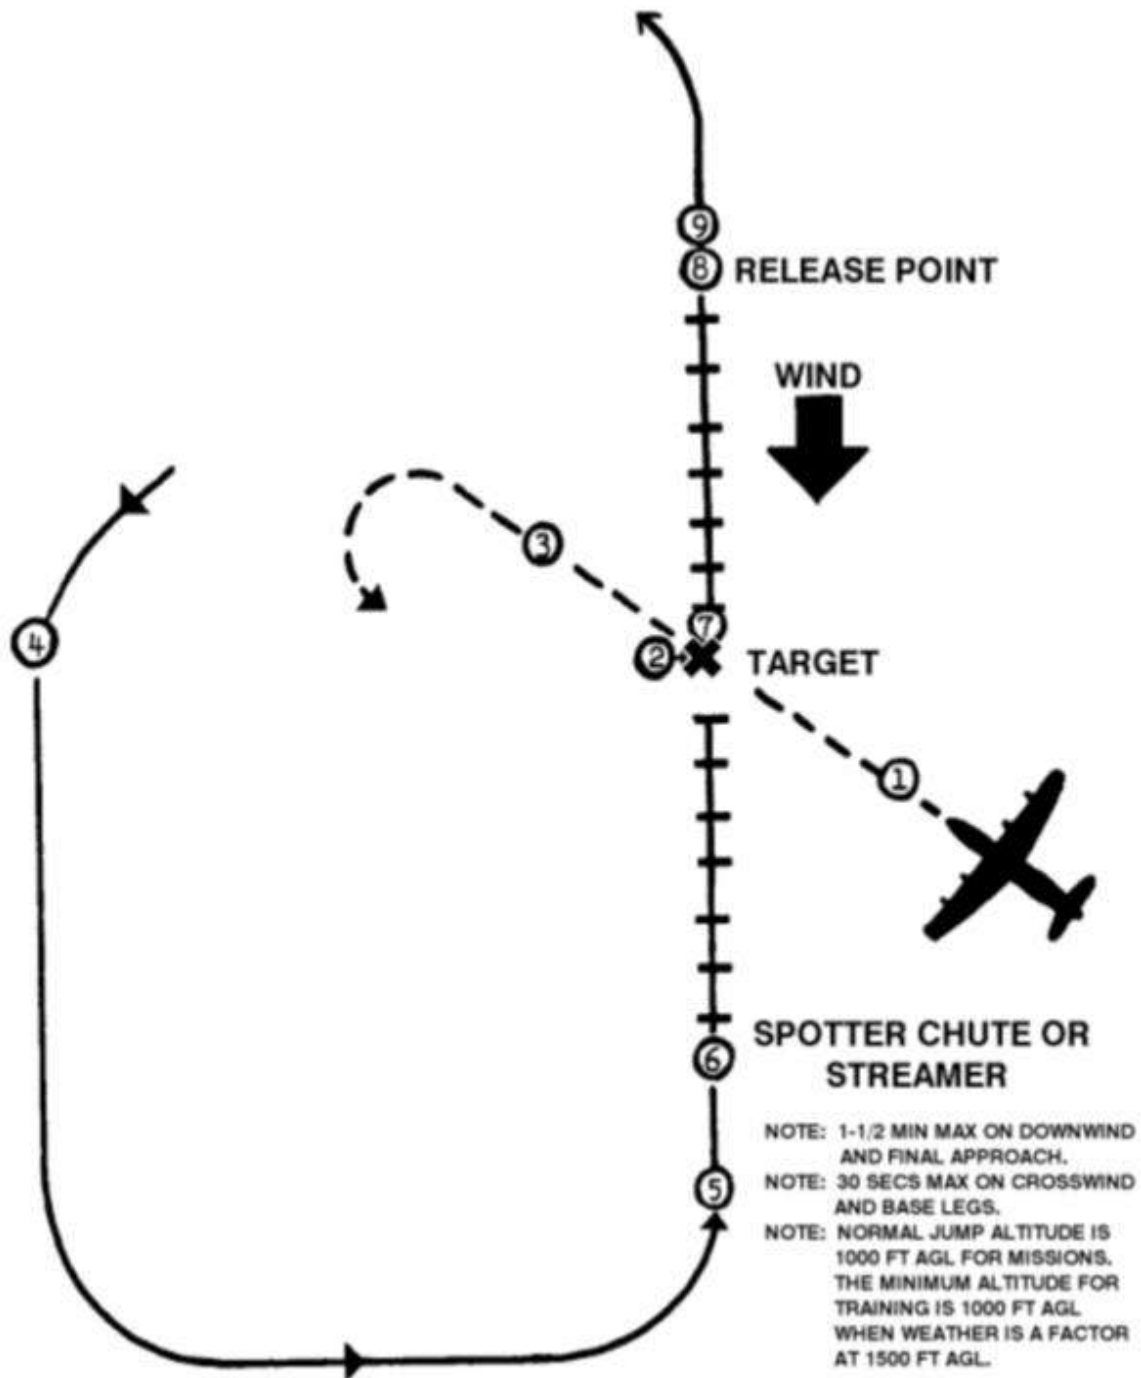 9
8 RELEASE POINT
WIND
3
4
7
2 TARGET
1
SPOTTER CHUTE OR
6
STREAMER
NOTE: 1-1/2 MIN MAX ON DOWNWIND
AND FINAL APPROACH.
5
NOTE: 30 SECS MAX ON CROSSWIND
AND BASE LEGS.
NOTE: NORMAL JUMP ALTITUDE IS
1000 FT AGL FOR MISSIONS.
THE MINIMUM ALTITUDE FOR
TRAINING IS 1000 FT AGL
WHEN WEATHER IS A FACTOR
AT 1500 FT AGL.